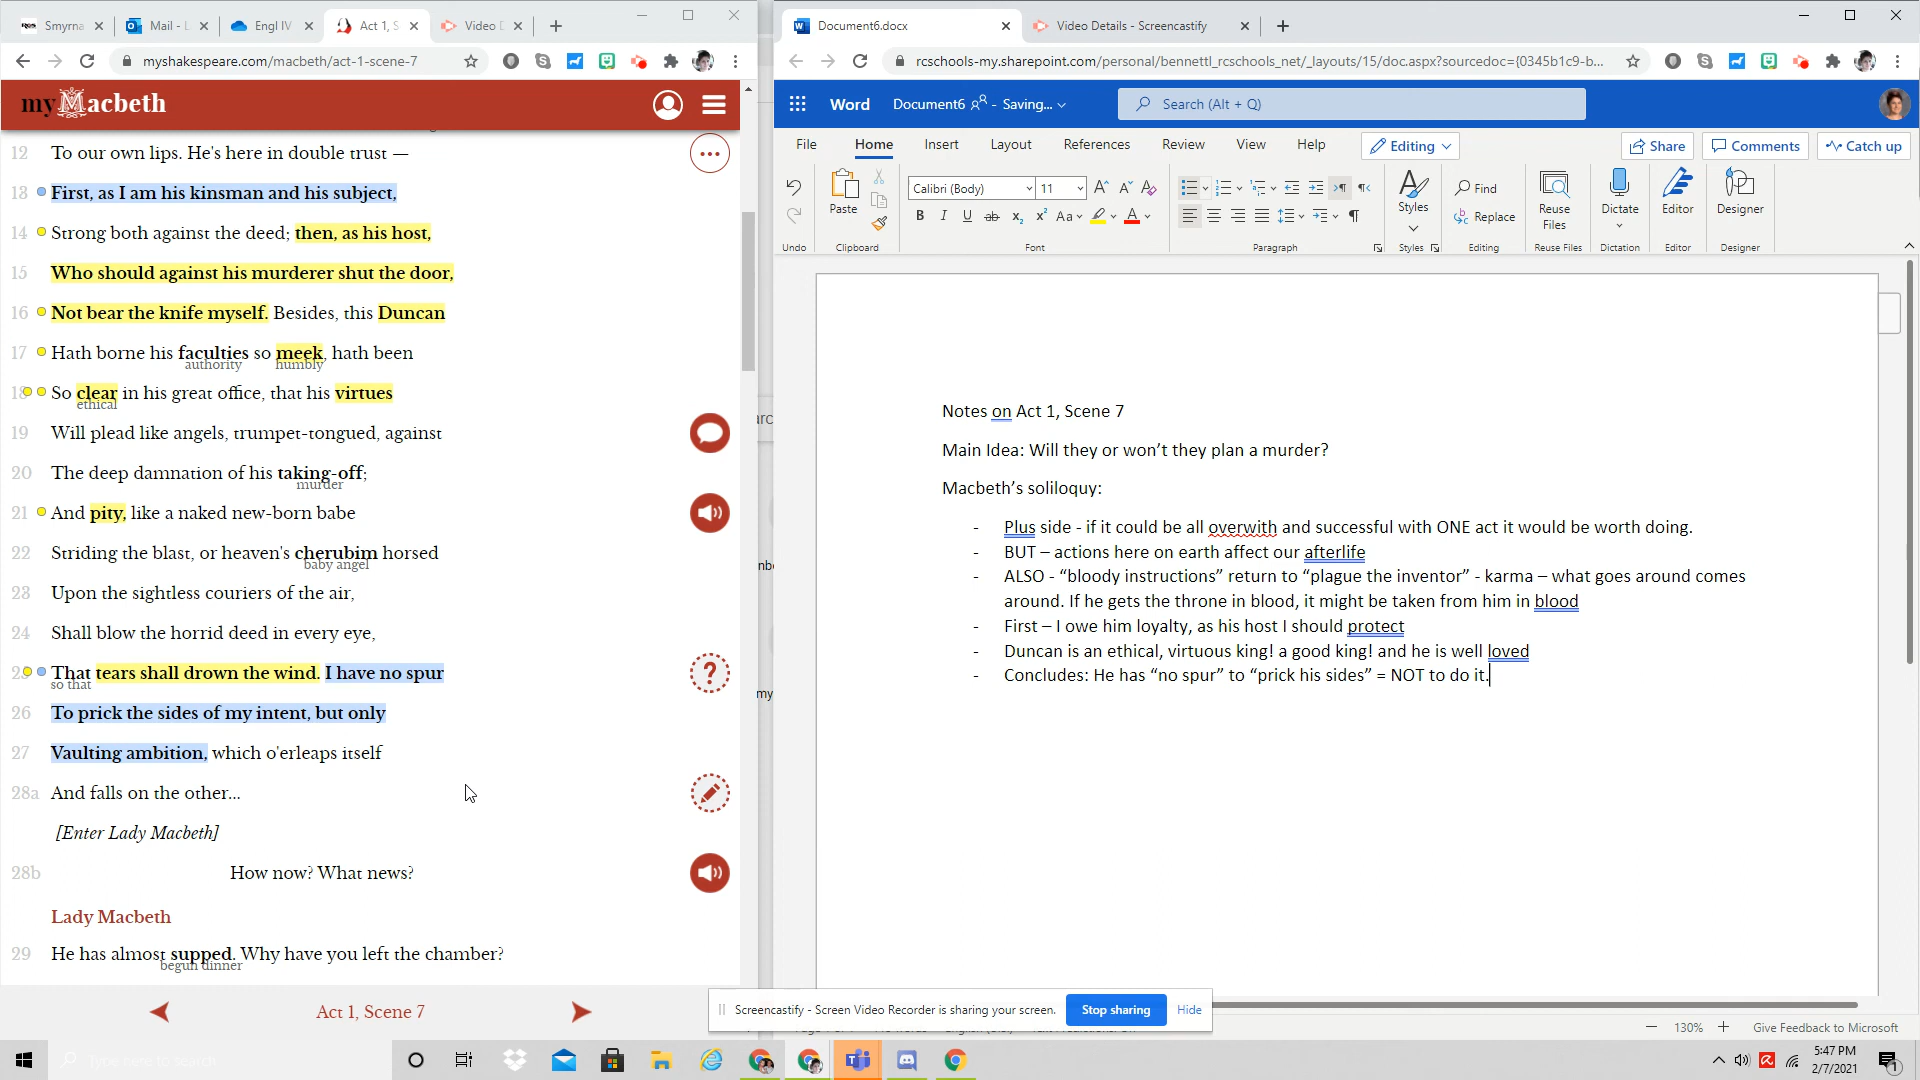 Smyrna
Mail - L
Engl IV
Act 1, S
Video D
myshakespeare.com/macbeth/act-1-scene-7
myMacbeth
12 To our own lips. He's here in double trust —
13 First, as I am his kinsman and his subject,
14 Strong both against the deed; then, as his host,
15 Who should against his murderer shut the door,
16 Not bear the knife myself. Besides, this Duncan
17 Hath borne his faculties so meek, hath been
authority humbly
18 So clear in his great office, that his virtues
ethical
19 Will plead like angels, trumpet-tongued, against
20 The deep damnation of his taking-off;
murder
21 And pity, like a naked new-born babe
22 Striding the blast, or heaven's cherubim horsed
baby angel
23 Upon the sightless couriers of the air,
24 Shall blow the horrid deed in every eye,
25 That tears shall drown the wind. I have no spur
so that
26 To prick the sides of my intent, but only
27 Vaulting ambition, which o'erleaps itself
28a And falls on the other...
[Enter Lady Macbeth]
28b How now? What news?
Lady Macbeth
29 He has almost supped. Why have you left the chamber?
begun dinner
Act 1, Scene 7
Document6.docx
Video Details - Screencastify
rcschools-my.sharepoint.com/personal/bennettl_rcschools_net/_layouts/15/doc.aspx?sourcedoc={0345b1c9-b...
Word Document6 - Saving...
Search (Alt + Q)
File Home Insert Layout References Review View Help Editing Share Comments Catch up
Paste
Calibri (Body) 11
B I U ab x₂ x² Aa A
Styles
Find
Replace
Reuse Files
Dictate
Editor
Designer
Undo Clipboard Font Paragraph Styles Editing Reuse Files Dictation Editor Designer
Notes on Act 1, Scene 7
Main Idea: Will they or won't they plan a murder?
Macbeth's soliloquy:
- Plus side - if it could be all overwith and successful with ONE act it would be worth doing.
- BUT – actions here on earth affect our afterlife
- ALSO - “bloody instructions” return to “plague the inventor” - karma – what goes around comes
around. If he gets the throne in blood, it might be taken from him in blood
- First – I owe him loyalty, as his host I should protect
- Duncan is an ethical, virtuous king! a good king! and he is well loved
- Concludes: He has “no spur” to “prick his sides” = NOT to do it.
Screencastify - Screen Video Recorder is sharing your screen.
Stop sharing
Hide
130%
Give Feedback to Microsoft
Type here to search
5:47 PM
2/7/2021